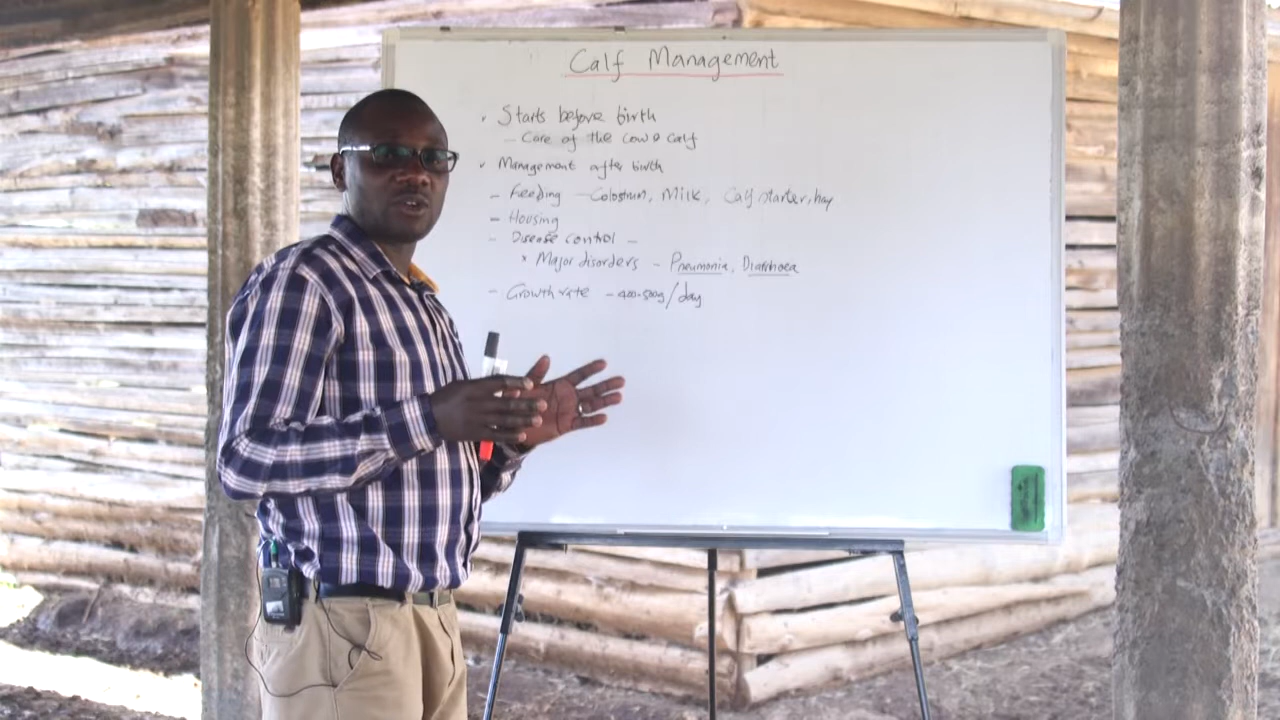 Calf Management
• Starts before birth
- Care of the cow & calf
• Management after birth
- Feeding - Colostrum, Milk, Calf starter, hay
- Housing
- Disease control -
* Major disorders - Pneumonia, Diarrhoea
- Growth rate - 400-500g/day